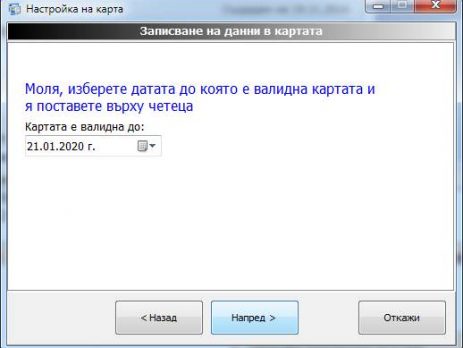 Настройка на карта
Записване на данни в картата
Моля, изберете датата до която е валидна картата и
я поставете върху четеца
Картата е валидна до:
21.01.2020 г.
< Назад
Напред >
Откажи